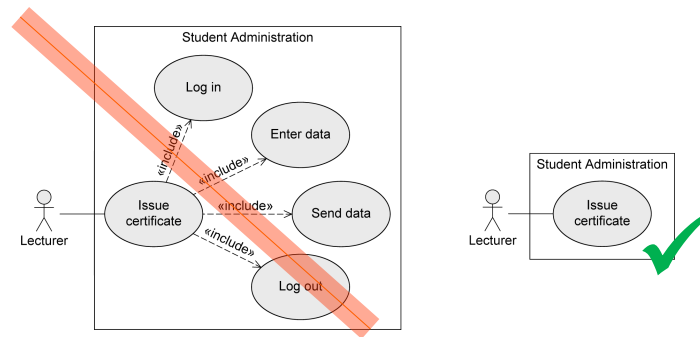 Student Administration
Log in
Enter data
«include»
«include»
Issue
certificate
«include»
Send data
Lecturer
«include»
Log out
Student Administration
Issue
certificate
Lecturer